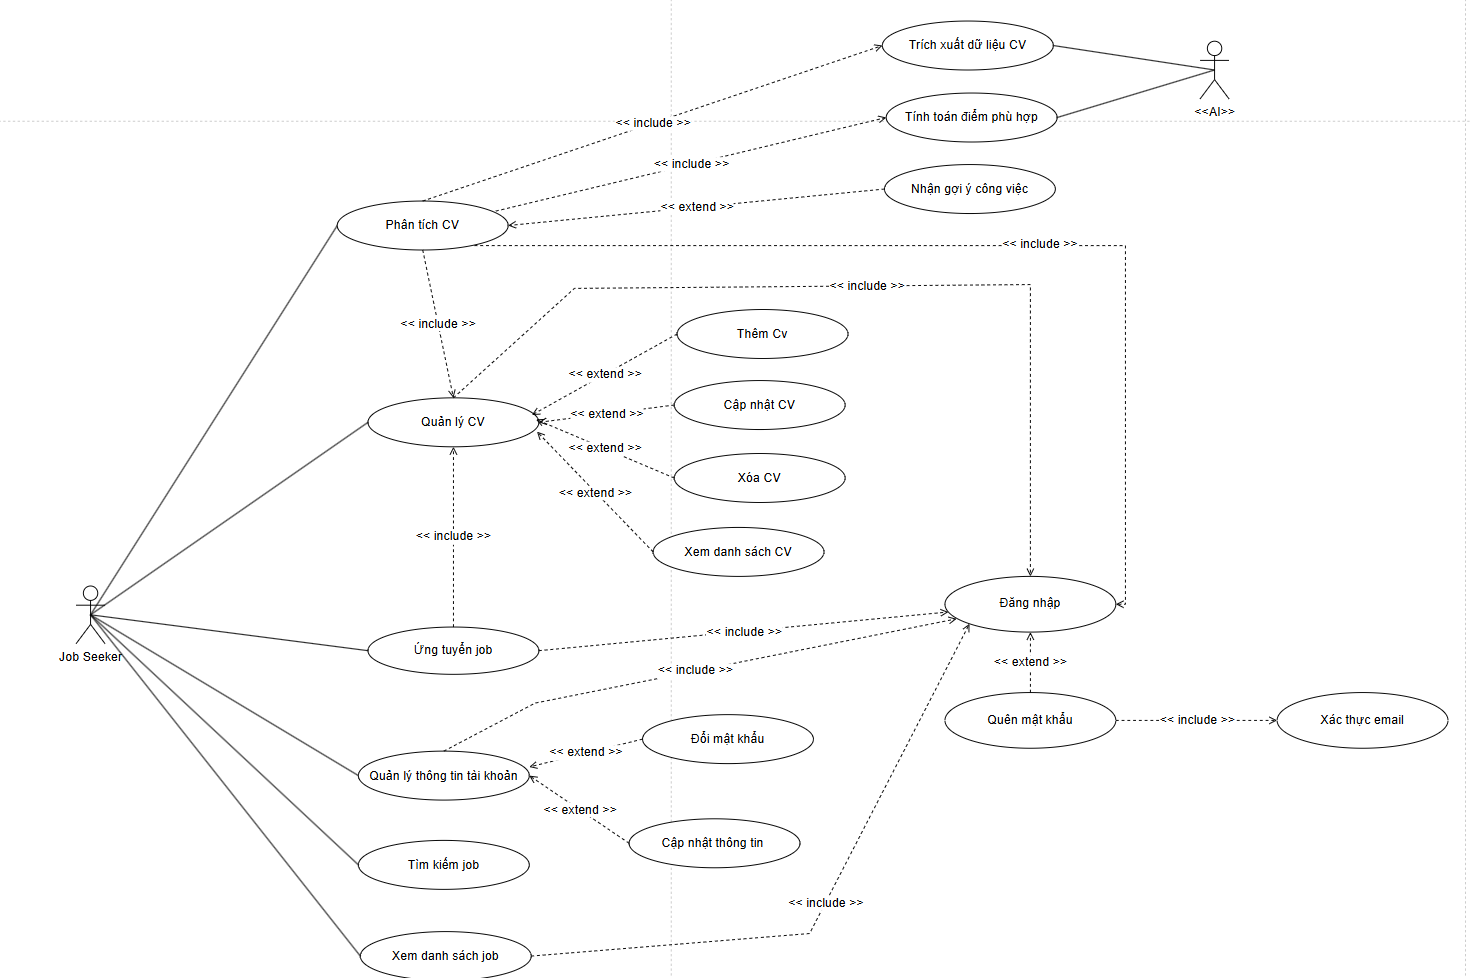 Trích xuất dữ liệu CV
<<AI>>
Tính toán điểm phù hợp
<< include >>
<< include >>
Nhận gợi ý công việc
<< extend >>
Phân tích CV
<< include >>
<< include >>
<< include >>
Thêm Cv
<< extend >>
Cập nhật CV
<< extend >>
Quản lý CV
<< extend >>
Xóa CV
<< extend >>
<< include >>
Xem danh sách CV
Đăng nhập
<< include >>
Ứng tuyển job
Job Seeker
<< extend >>
<< include >>
Quên mật khẩu
<< include >>
Xác thực email
Đổi mật khẩu
<< extend >>
Quản lý thông tin tài khoản
<< extend >>
Cập nhật thông tin
Tìm kiếm job
<< include >>
Xem danh sách job